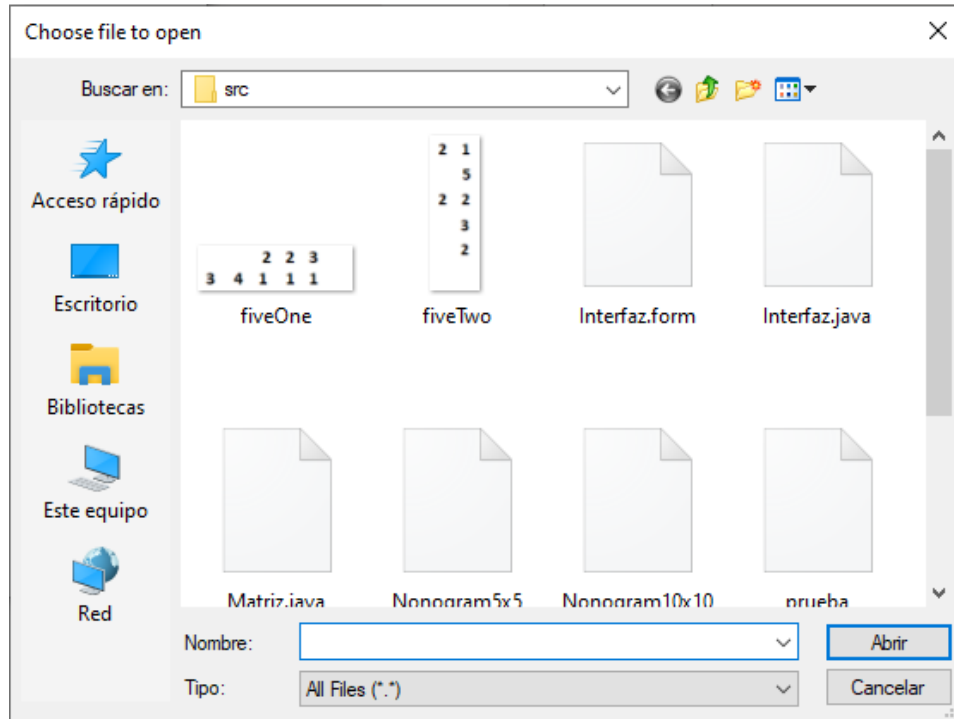 Choose file to open
Buscar en: src
Acceso rápido
Escritorio
Bibliotecas
Este equipo
Red
2 2 3
3 4 1 1 1
fiveOne
2 1
5
2 2
3
2
fiveTwo
Interfaz.form
Interfaz.java
Matriz.java
Nonogram5x5
Nonogram10x10
prueba
Nombre:
Abrir
Tipo: All Files (*.*)
Cancelar